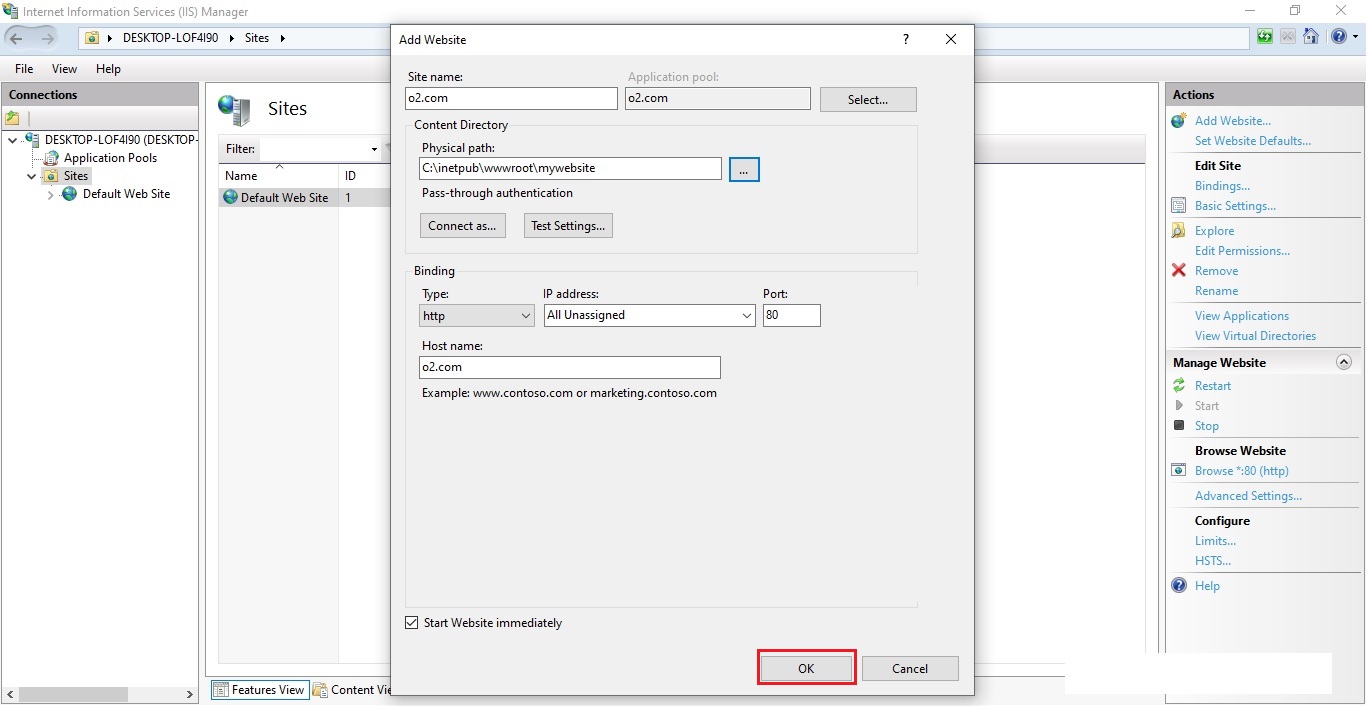 Internet Information Services (IIS) Manager
DESKTOP-LOF4I90 Sites
File View Help
Connections
DESKTOP-LOF4I90 (DESKTOP-
Application Pools
Sites
Default Web Site
Sites
Filter:
Name ID
Default Web Site 1
Features View Content Vie
Add Website ?
Site name: Application pool:
o2.com o2.com Select...
Content Directory
Physical path:
C:\inetpub\wwwroot\mywebsite ...
Pass-through authentication
Connect as... Test Settings...
Binding
Type: IP address: Port:
http All Unassigned 80
Host name:
o2.com
Example: www.contoso.com or marketing.contoso.com
Start Website immediately
OK Cancel
Actions
Add Website...
Set Website Defaults...
Edit Site
Bindings...
Basic Settings...
Explore
Edit Permissions...
Remove
Rename
View Applications
View Virtual Directories
Manage Website
Restart
Start
Stop
Browse Website
Browse *:80 (http)
Advanced Settings...
Configure
Limits...
HSTS...
Help